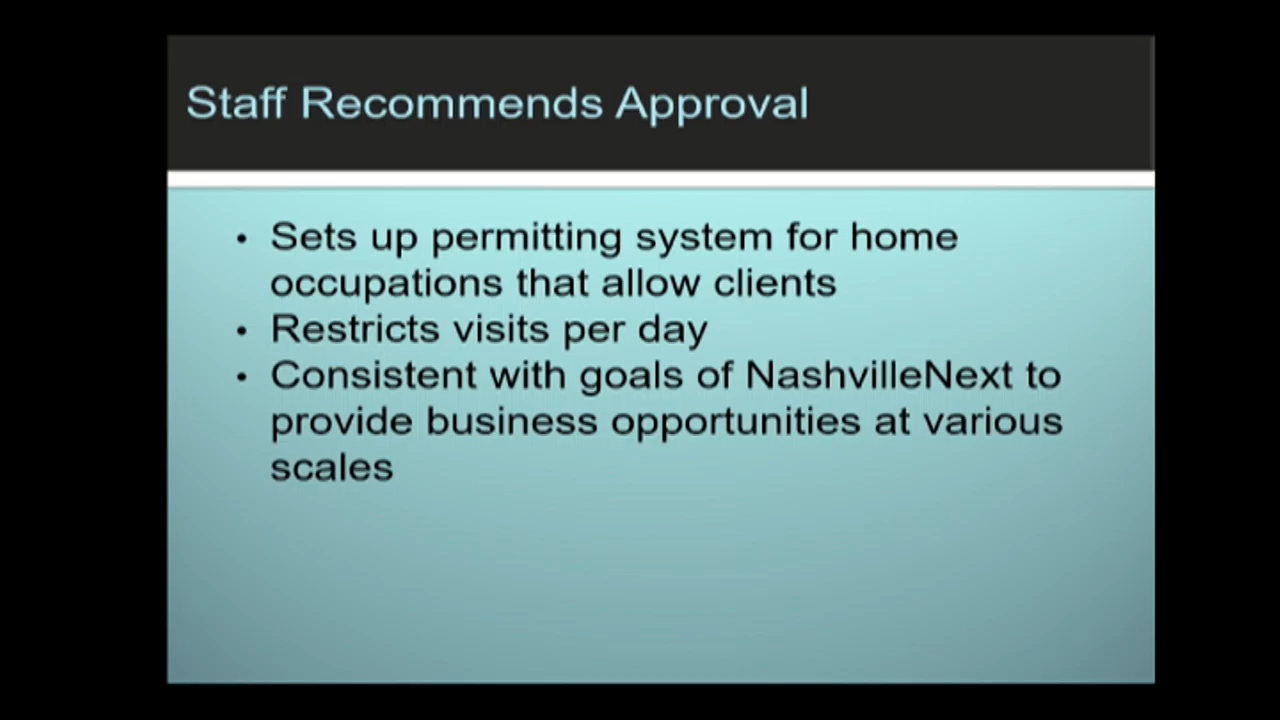 Staff Recommends Approval
• Sets up permitting system for home
occupations that allow clients
• Restricts visits per day
• Consistent with goals of NashvilleNext to
provide business opportunities at various
scales